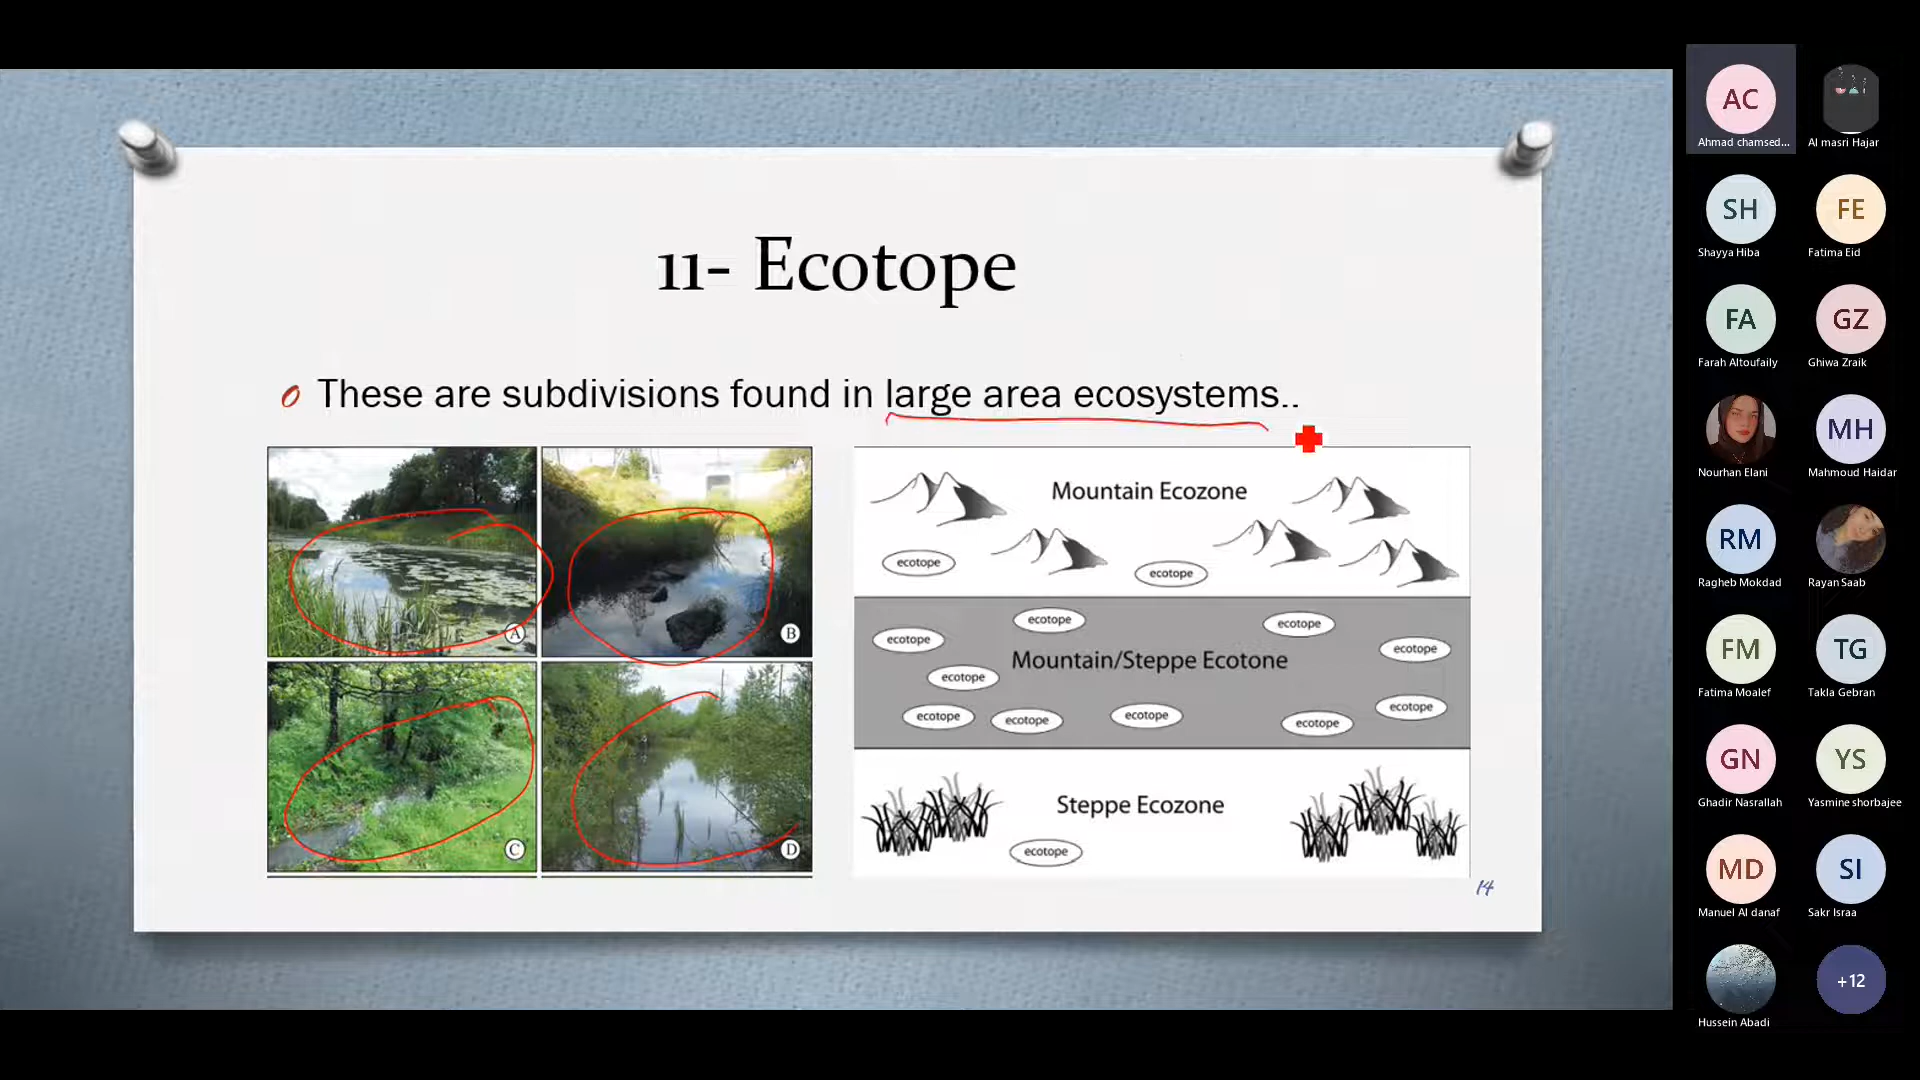 11- Ecotope
These are subdivisions found in large area ecosystems..
A
B
C
D
Mountain Ecozone
ecotope
ecotope
ecotope
ecotope
ecotope
Mountain/Steppe Ecotone
ecotope
ecotope
ecotope
ecotope
ecotope
ecotope
ecotope
Steppe Ecozone
ecotope
14
AC
Ahmad chamsed...
Al masri Hajar
SH
Shayya Hiba
FE
Fatima Eid
FA
Farah Altoufaily
GZ
Ghiwa Zraik
Nourhan Elani
MH
Mahmoud Haidar
RM
Ragheb Mokdad
Rayan Saab
FM
Fatima Moalef
TG
Takla Gebran
GN
Ghadir Nasrallah
YS
Yasmine shorbajee
MD
Manuel Al danaf
SI
Sakr Israa
Hussein Abadi
+12